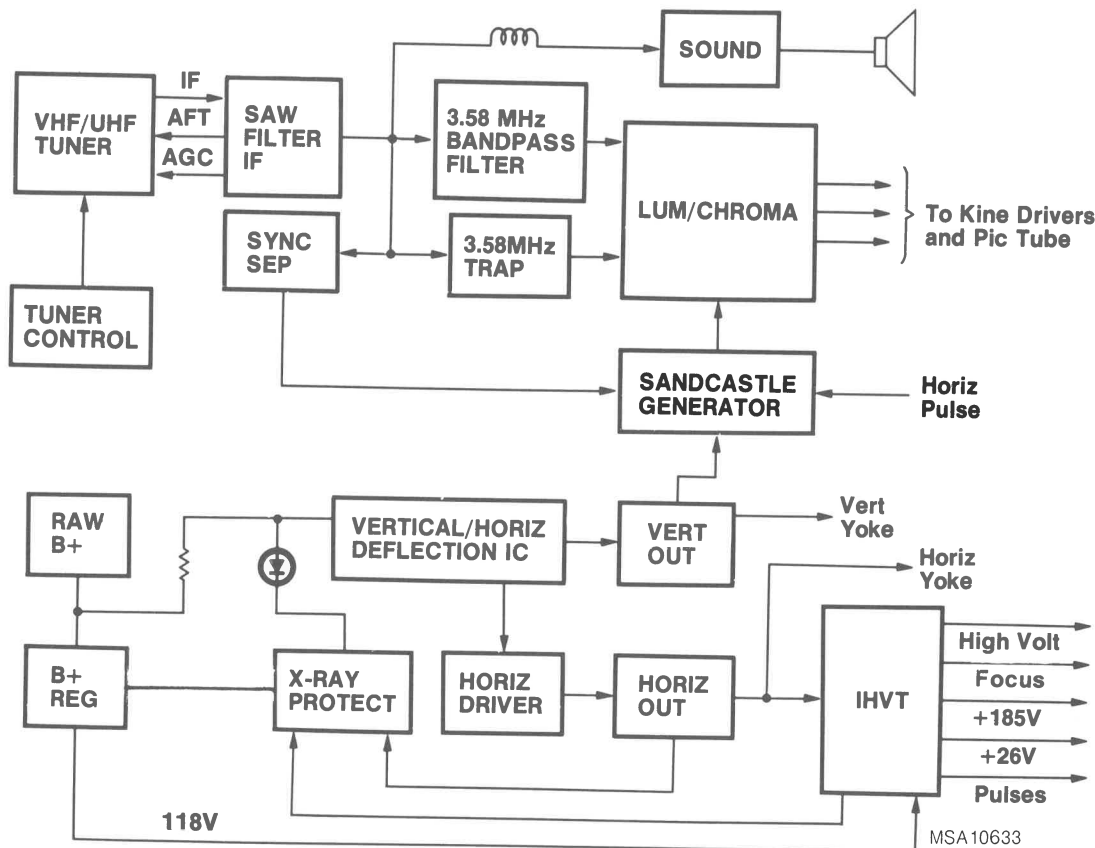 SOUND
IF
VHF/UHF
TUNER
AFT
AGC
SAW
FILTER
IF
3.58 MHz
BANDPASS
FILTER
LUM/CHROMA
To Kine Drivers
and Pic Tube
SYNC
SEP
3.58MHz
TRAP
TUNER
CONTROL
SANDCASTLE
GENERATOR
Horiz
Pulse
RAW
B+
VERTICAL/HORIZ
DEFLECTION IC
VERT
OUT
Vert
Yoke
Horiz
Yoke
B+
REG
X-RAY
PROTECT
HORIZ
DRIVER
HORIZ
OUT
IHVT
High Volt
Focus
+185V
+26V
Pulses
118V
MSA10633